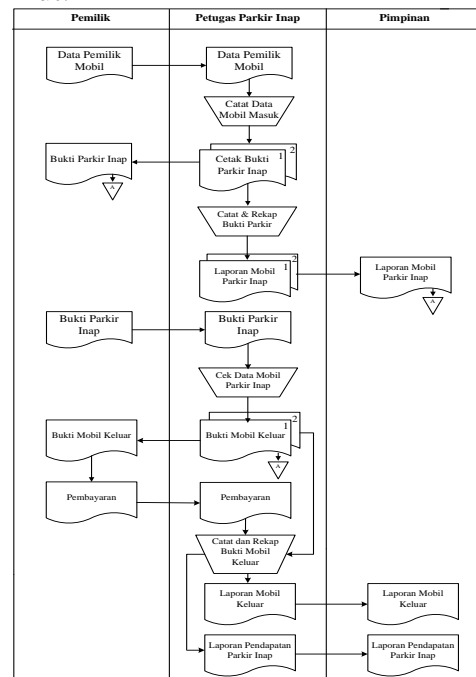 Pemilik
Petugas Parkir Inap
Pimpinan
Data Pemilik
Mobil
Data Pemilik
Mobil
Catat Data
Mobil Masuk
Bukti Parkir Inap
A
Cetak Bukti
Parkir Inap
1
2
Catat & Rekap
Bukti Parkir
Laporan Mobil
Parkir Inap
1
2
Laporan Mobil
Parkir Inap
A
Bukti Parkir
Inap
Bukti Parkir
Inap
Cek Data Mobil
Parkir Inap
Bukti Mobil Keluar
Bukti Mobil Keluar
1
2
A
Pembayaran
Pembayaran
Catat dan Rekap
Bukti Mobil
Keluar
Laporan Mobil
Keluar
Laporan Mobil
Keluar
Laporan Pendapatan
Parkir Inap
Laporan Pendapatan
Parkir Inap